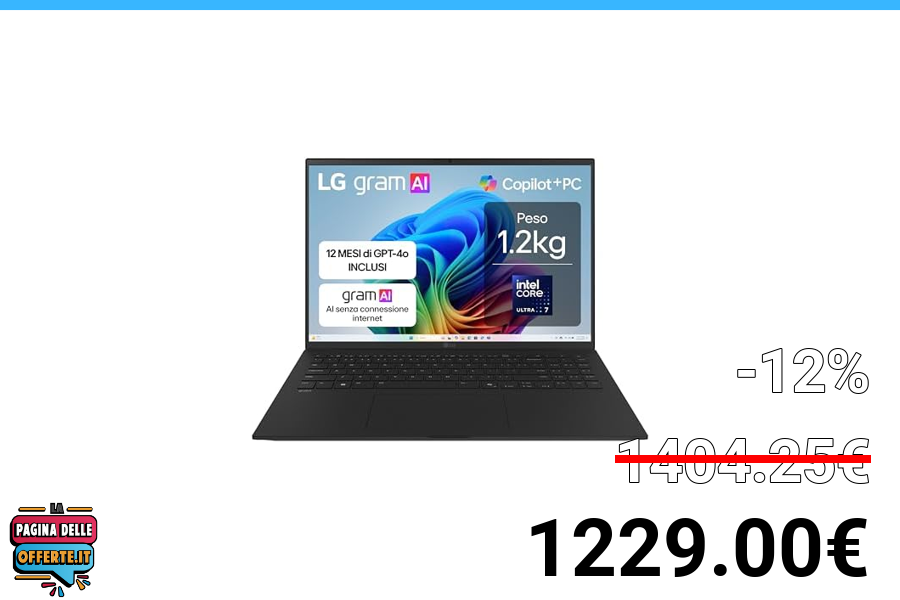 LG gram AI
Copilot+PC
Peso
1.2kg
12 MESI di GPT-4o
INCLUSI
gram AI
AI senza connessione
internet
intel
CORE
ULTRA 7
-12%
1404.25€
1229.00€
LA
PAGINA DELLE
OFFERTE.IT